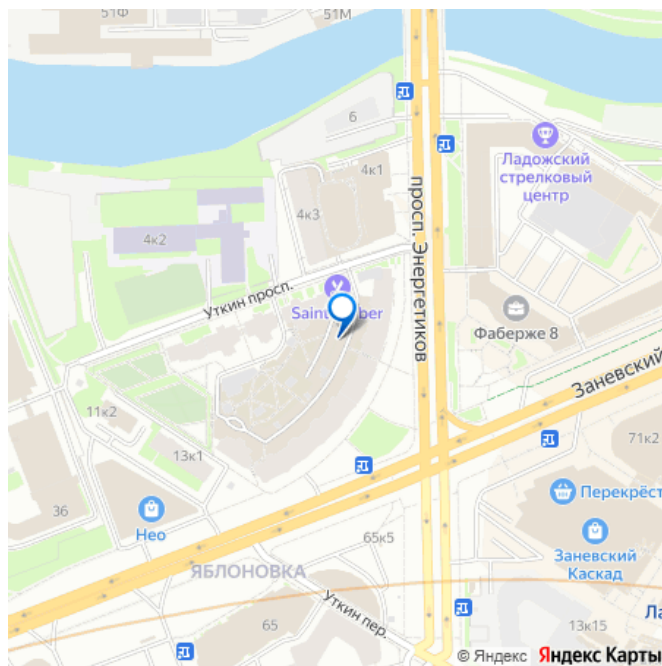 51Ф
51М
6
Ладожский
стрелковый
центр
4к1
4к3
4к2
просп. Энергетиков
Уткин просп.
Фаберже 8
Заневский
11к2
13к1
71к2
36
Нео
Перекрёст
65к5
Заневский
Каскад
ЯБЛОНОВКА
Уткин пер.
65
13к15
© Яндекс Яндекс Карты